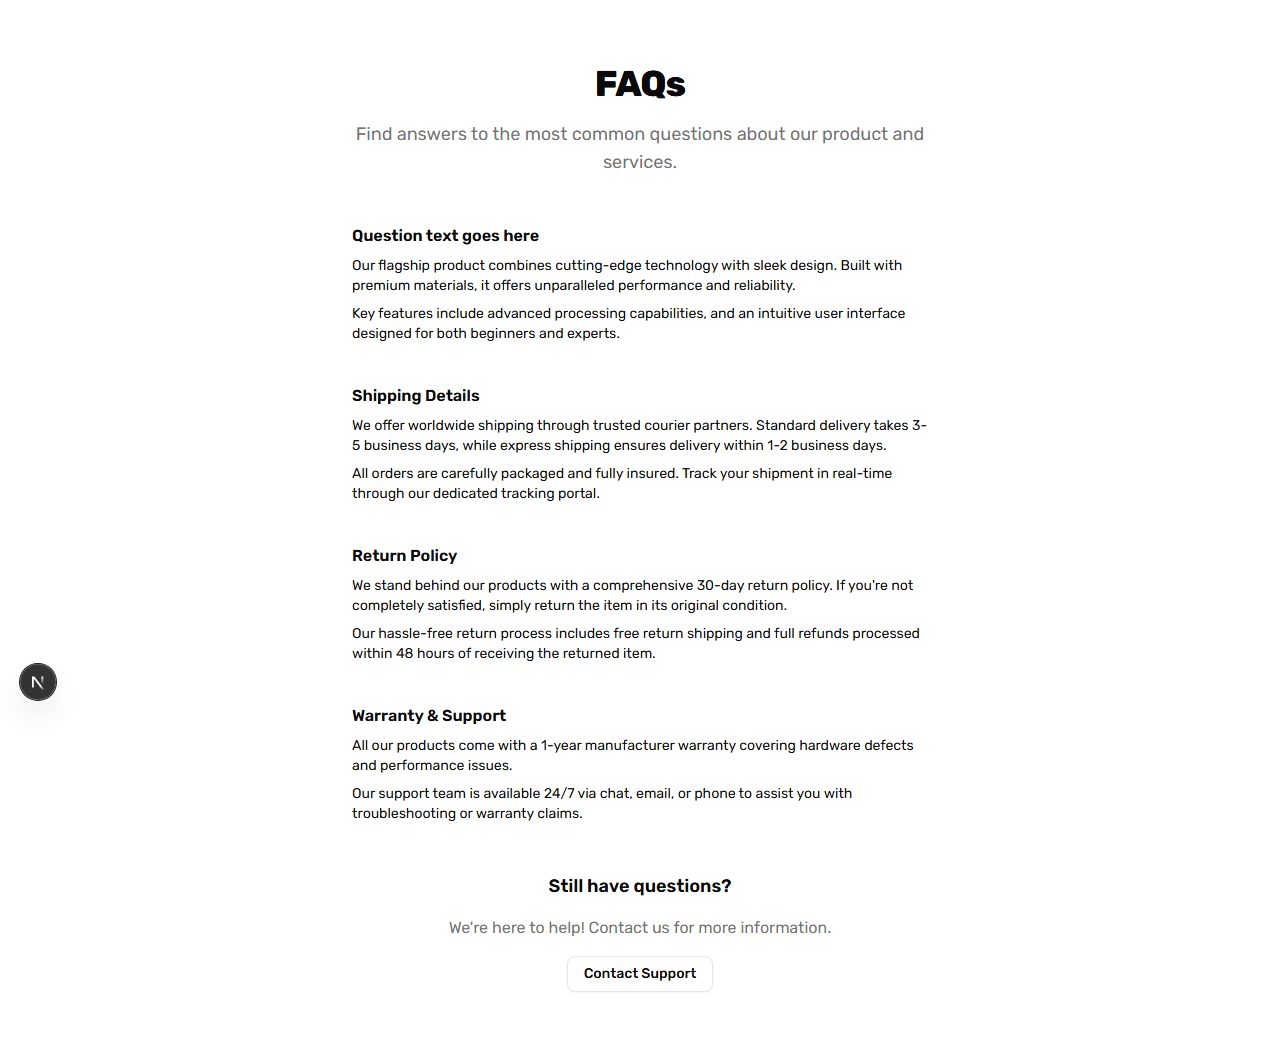 FAQs
Find answers to the most common questions about our product and
services.
Question text goes here
Our flagship product combines cutting-edge technology with sleek design. Built with
premium materials, it offers unparalleled performance and reliability.
Key features include advanced processing capabilities, and an intuitive user interface
designed for both beginners and experts.
Shipping Details
We offer worldwide shipping through trusted courier partners. Standard delivery takes 3-
5 business days, while express shipping ensures delivery within 1-2 business days.
All orders are carefully packaged and fully insured. Track your shipment in real-time
through our dedicated tracking portal.
Return Policy
We stand behind our products with a comprehensive 30-day return policy. If you're not
completely satisfied, simply return the item in its original condition.
Our hassle-free return process includes free return shipping and full refunds processed
within 48 hours of receiving the returned item.
N
Warranty & Support
All our products come with a 1-year manufacturer warranty covering hardware defects
and performance issues.
Our support team is available 24/7 via chat, email, or phone to assist you with
troubleshooting or warranty claims.
Still have questions?
We're here to help! Contact us for more information.
Contact Support